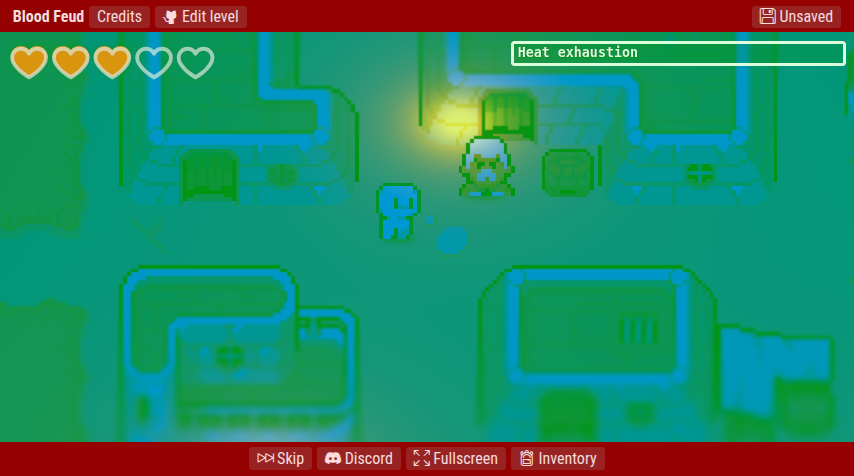 Blood Feud Credits Edit level Unsaved
Heat exhaustion
Skip Discord Fullscreen Inventory